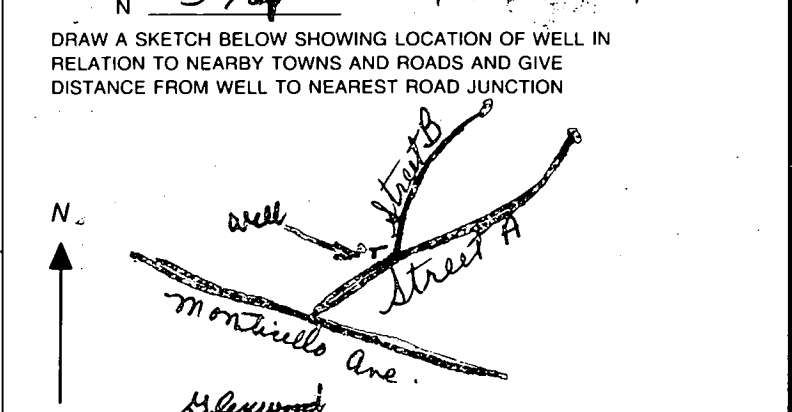 N
DRAW A SKETCH BELOW SHOWING LOCATION OF WELL IN
RELATION TO NEARBY TOWNS AND ROADS AND GIVE
DISTANCE FROM WELL TO NEAREST ROAD JUNCTION
Street B
N
well
Street A
Monticello Ave.